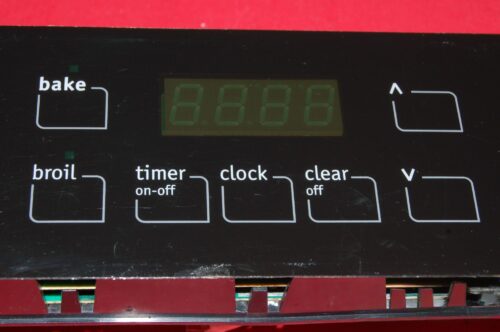 bake
broil
timer
on-off
clock
clear
off